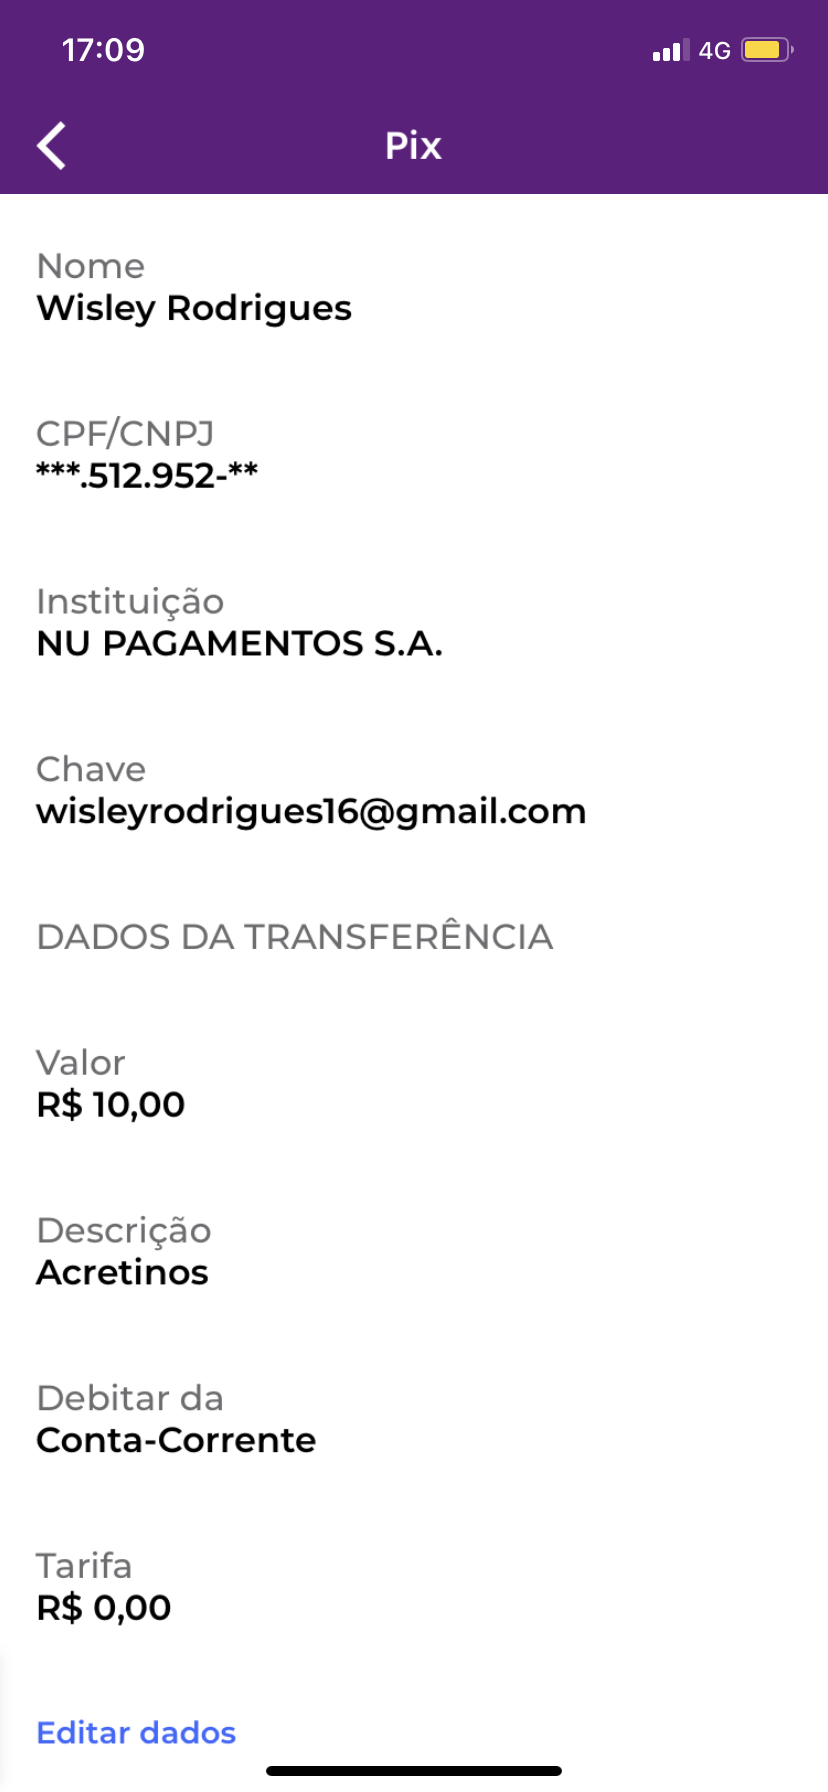 17:09
4G
Pix
Nome
Wisley Rodrigues
CPF/CNPJ
***.512.952-**
Instituição
NU PAGAMENTOS S.A.
Chave
wisleyrodrigues16@gmail.com
DADOS DA TRANSFERÊNCIA
Valor
R$ 10,00
Descrição
Acretinos
Debitar da
Conta-Corrente
Tarifa
R$ 0,00
Editar dados